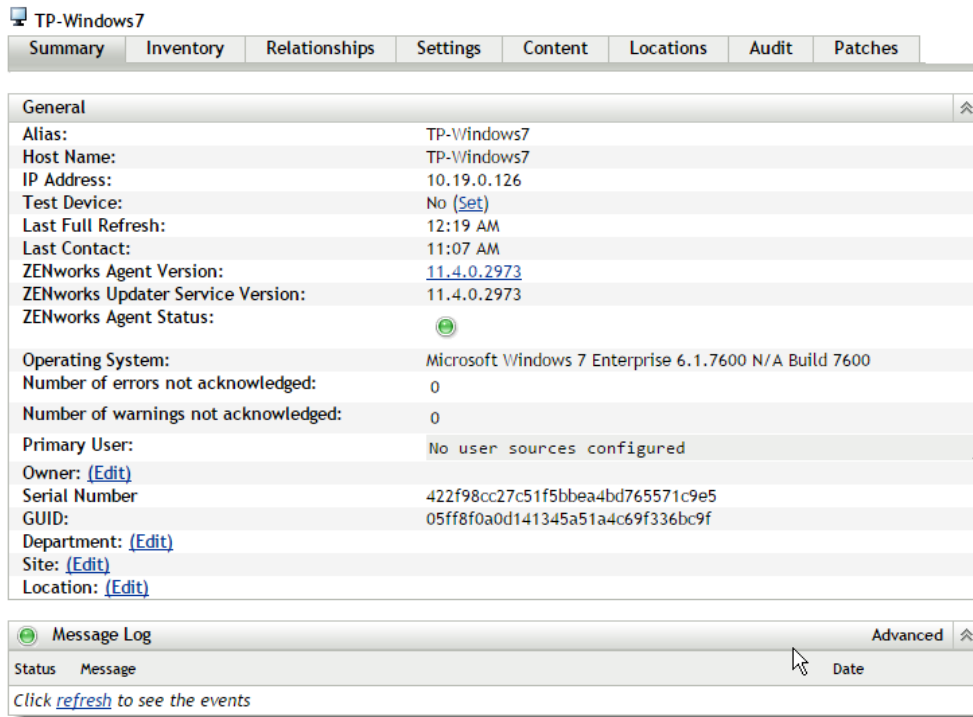 TP-Windows7
Summary Inventory Relationships Settings Content Locations Audit Patches
General
Alias: TP-Windows7
Host Name: TP-Windows7
IP Address: 10.19.0.126
Test Device: No (Set)
Last Full Refresh: 12:19 AM
Last Contact: 11:07 AM
ZENworks Agent Version: 11.4.0.2973
ZENworks Updater Service Version: 11.4.0.2973
ZENworks Agent Status:
Operating System: Microsoft Windows 7 Enterprise 6.1.7600 N/A Build 7600
Number of errors not acknowledged: 0
Number of warnings not acknowledged: 0
Primary User: No user sources configured
Owner: (Edit)
Serial Number 422f98cc27c51f5bbea4bd765571c9e5
GUID: 05ff8f0a0d141345a51a4c69f336bc9f
Department: (Edit)
Site: (Edit)
Location: (Edit)
Message Log Advanced
Status Message Date
Click refresh to see the events